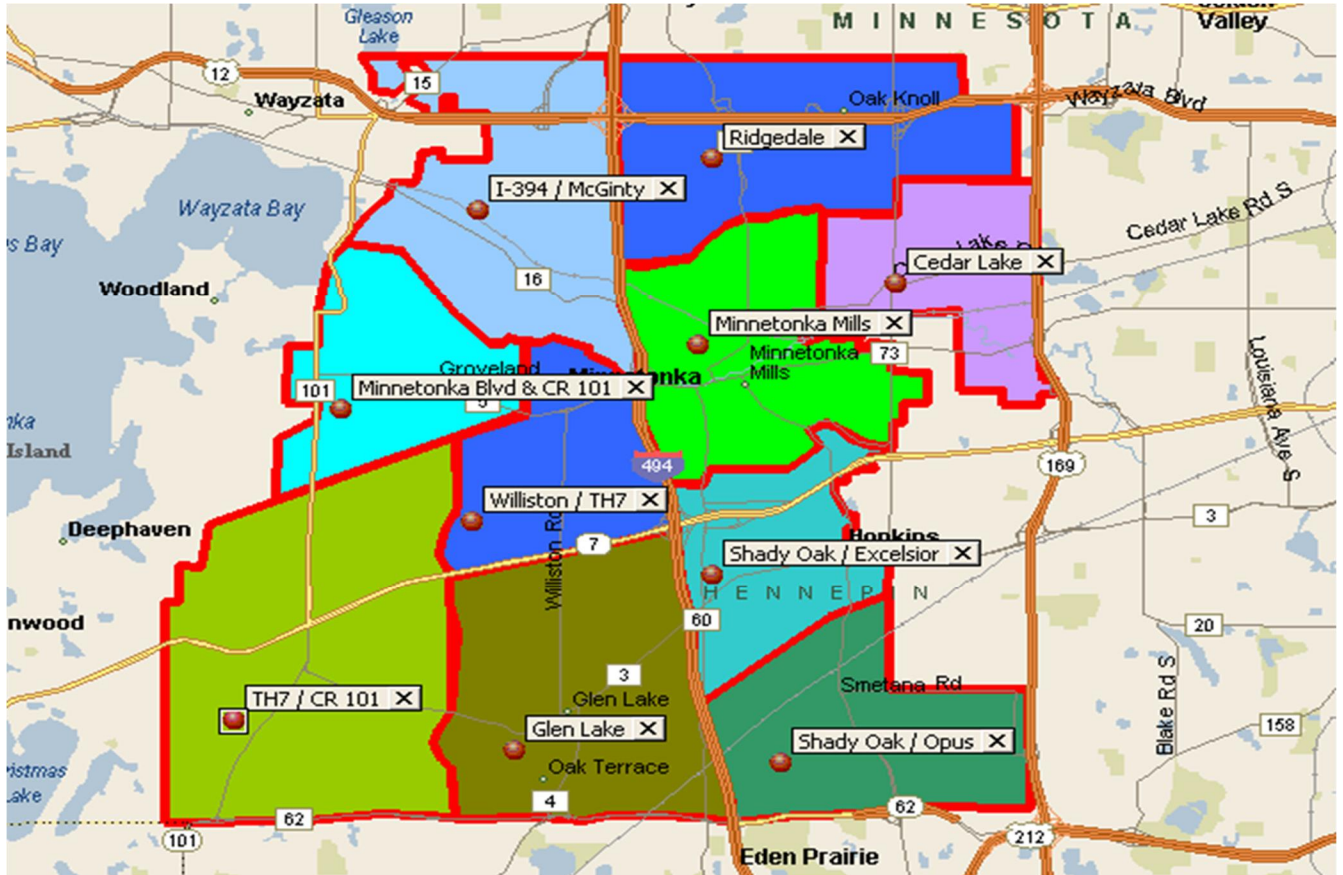 Gleason
Lake
MINNESOTA
Valley
12
15
Wayzata
Oak Knoll
Wayzata Blvd
Ridgedale
I-394 / McGinty
Wayzata Bay
Cedar Lake Rd S
s Bay
Lake
Cedar Lake
16
Woodland
Minnetonka Mills
Minnetonka
Mills
73
Groveland
101
Minnetonka Blvd & CR 101
5
Louisiana Ave S
Island
494
169
Williston / TH7
Williston Rd
Deephaven
7
3
Hopkins
Shady Oak / Excelsior
HENNEPIN
nwood
60
20
3
Smetana Rd
Blake Rd S
TH7 / CR 101
Glen Lake
Glen Lake
158
Shady Oak / Opus
Oak Terrace
4
62
62
101
212
Eden Prairie